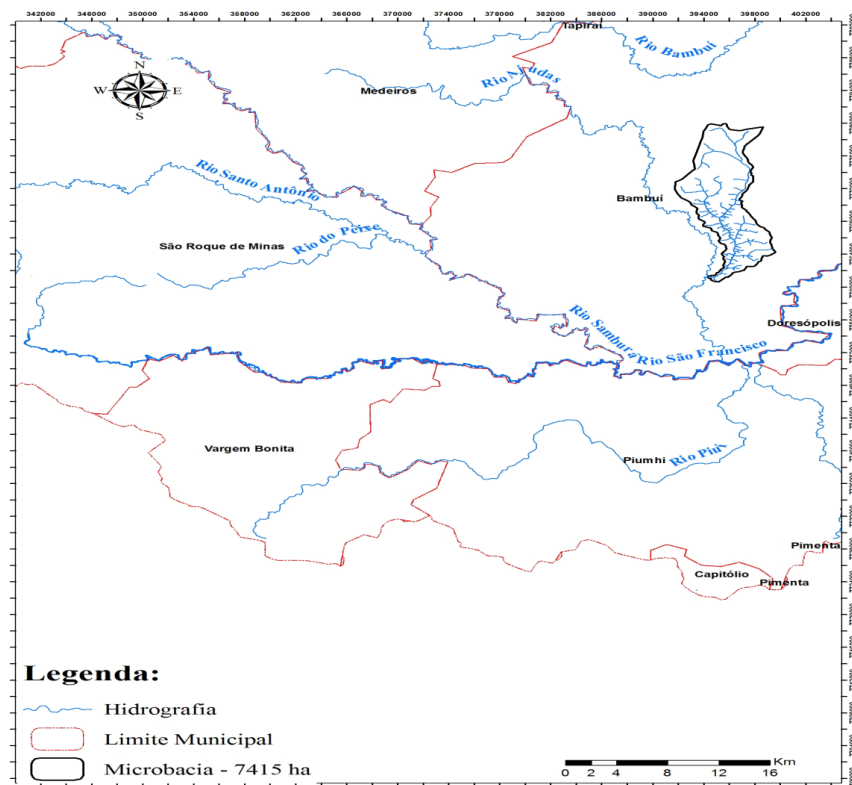 342000 346000 350000 354000 358000 362000 366000 370000 374000 378000 382000 386000 390000 394000 398000 402000
Tapiraí
Rio Bambuí
N
W E
S
Rio Ajudas
Medeiros
Rio Santo Antônio
Bambuí
São Roque de Minas
Rio do Peixe
Rio Samburá
Doresópolis
Rio São Francisco
Vargem Bonita
Piumhi
Rio Piui
Pimenta
Capitólio
Pimenta
Legenda:
Hidrografia
Limite Municipal
Microbacia - 7415 ha
Km
0 2 4 8 12 16